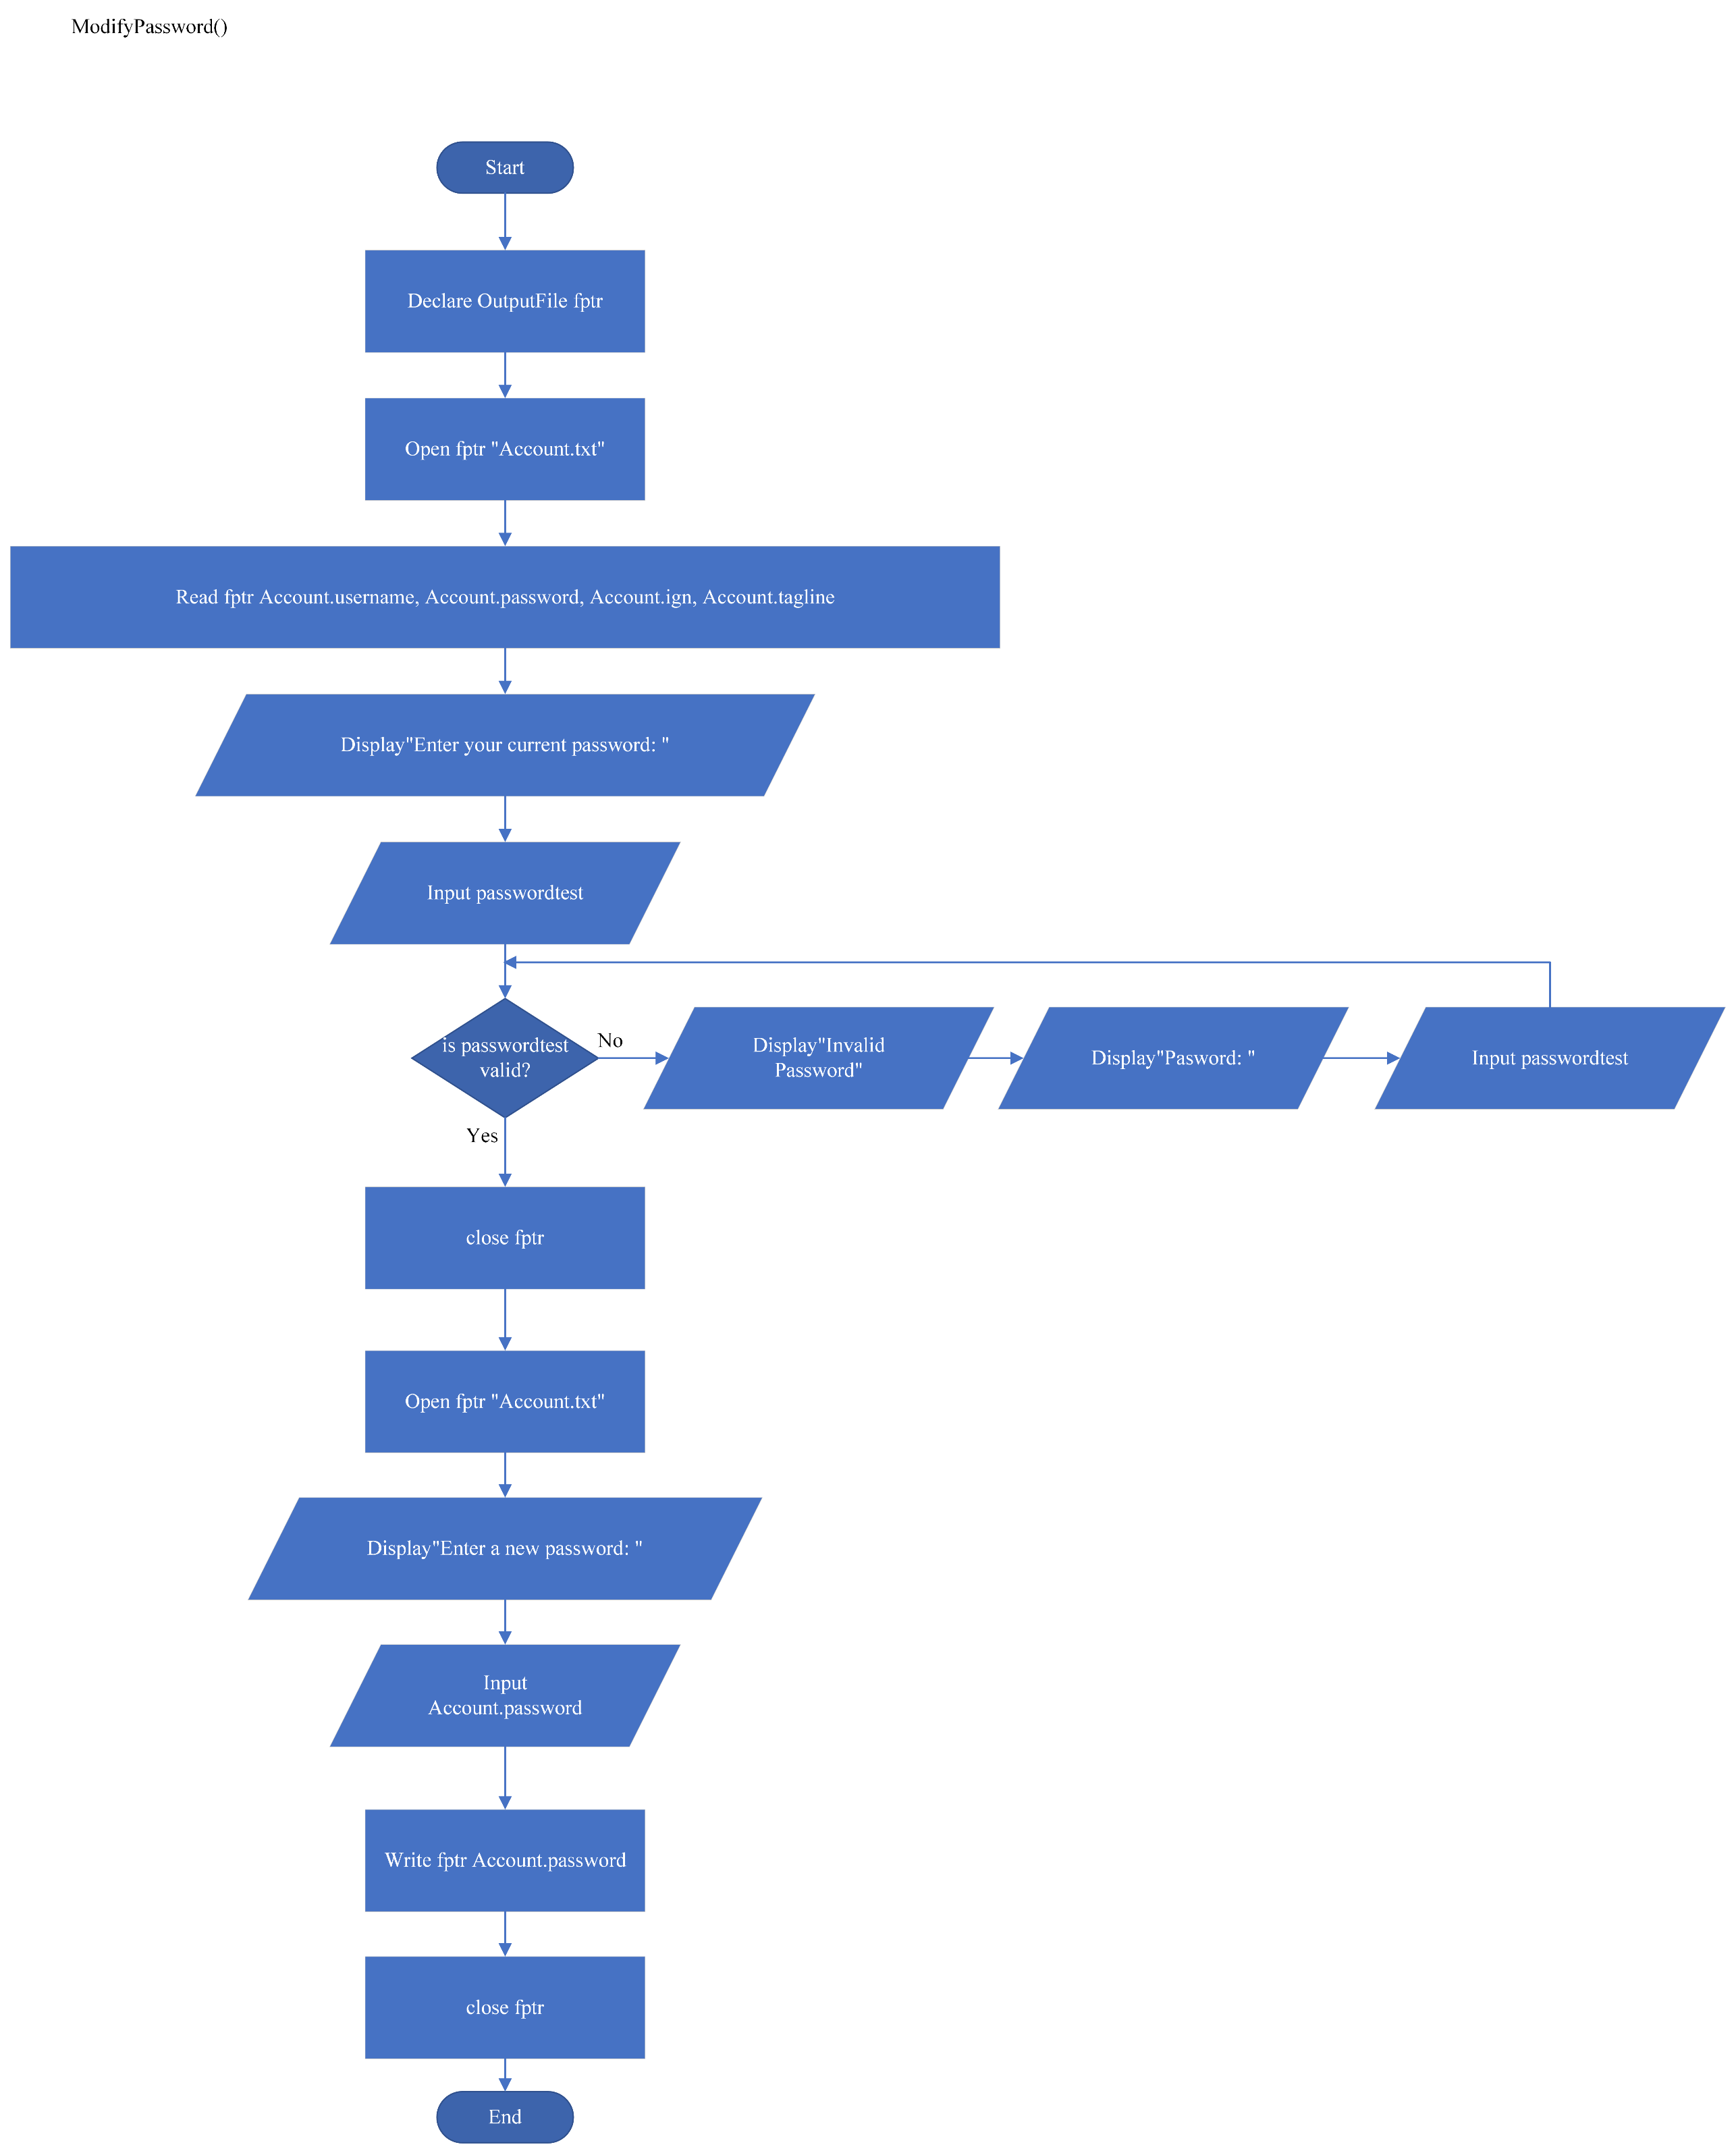 ModifyPassword()
Start
Declare OutputFile fptr
Open fptr "Account.txt"
Read fptr Account.username, Account.password, Account.ign, Account.tagline
Display"Enter your current password: "
Input passwordtest
is passwordtest
valid?
No
Display"Invalid
Password"
Display"Pasword: "
Input passwordtest
Yes
close fptr
Open fptr "Account.txt"
Display"Enter a new password: "
Input
Account.password
Write fptr Account.password
close fptr
End